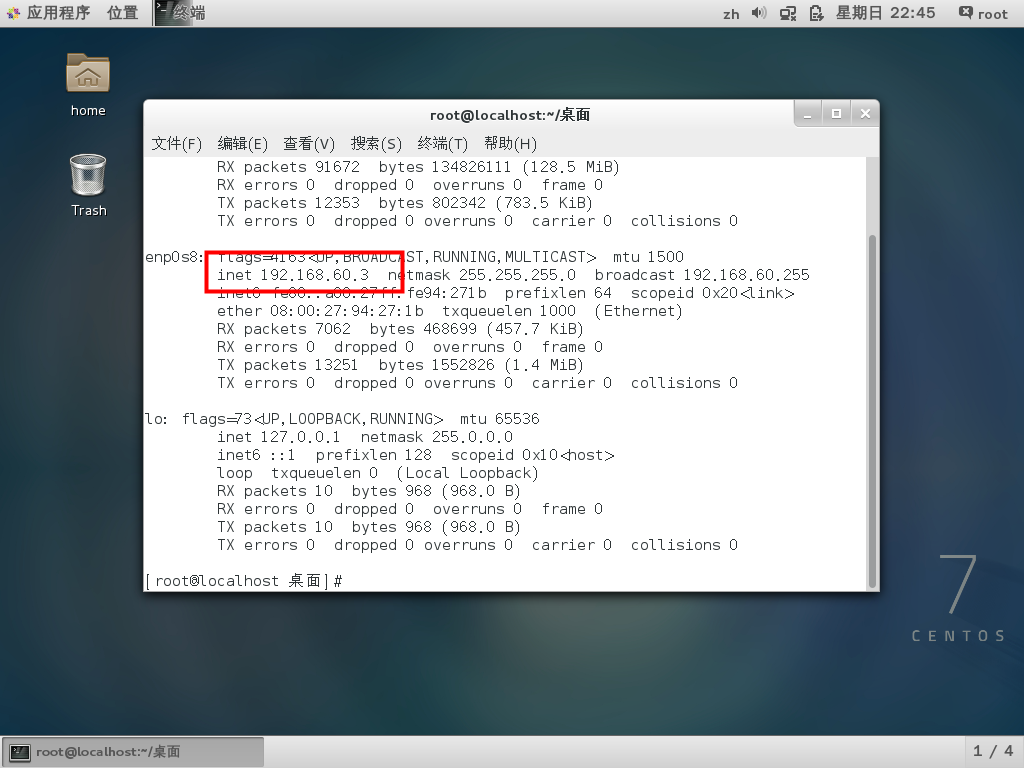 应用程序 位置 终端 zh 星期日 22:45 root
home
Trash
root@localhost:~/桌面
文件(F) 编辑(E) 查看(V) 搜索(S) 终端(T) 帮助(H)
RX packets 91672 bytes 134826111 (128.5 MiB)
RX errors 0 dropped 0 overruns 0 frame 0
TX packets 12353 bytes 802342 (783.5 KiB)
TX errors 0 dropped 0 overruns 0 carrier 0 collisions 0
enp0s8: flags=4163<UP,BROADCAST,RUNNING,MULTICAST> mtu 1500
inet 192.168.60.3 netmask 255.255.255.0 broadcast 192.168.60.255
inet6 fe80::a00:27ff:fe94:271b prefixlen 64 scopeid 0x20<link>
ether 08:00:27:94:27:1b txqueuelen 1000 (Ethernet)
RX packets 7062 bytes 468699 (457.7 KiB)
RX errors 0 dropped 0 overruns 0 frame 0
TX packets 13251 bytes 1552826 (1.4 MiB)
TX errors 0 dropped 0 overruns 0 carrier 0 collisions 0
lo: flags=73<UP,LOOPBACK,RUNNING> mtu 65536
inet 127.0.0.1 netmask 255.0.0.0
inet6 ::1 prefixlen 128 scopeid 0x10<host>
loop txqueuelen 0 (Local Loopback)
RX packets 10 bytes 968 (968.0 B)
RX errors 0 dropped 0 overruns 0 frame 0
TX packets 10 bytes 968 (968.0 B)
TX errors 0 dropped 0 overruns 0 carrier 0 collisions 0
[root@localhost 桌面]#
7
CENTOS
root@localhost:~/桌面 1 / 4